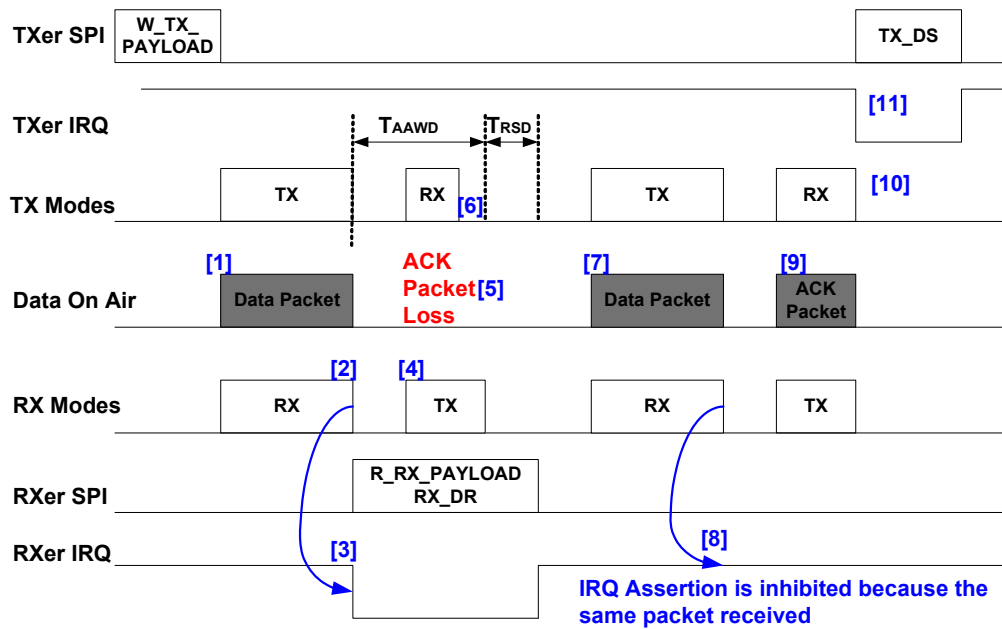 TXer SPI
W_TX_
PAYLOAD
TX_DS
TXer IRQ
[11]
TAAWD
TRSD
TX Modes
TX
RX
[6]
TX
RX
[10]
[1]
ACK
Packet
Loss
[5]
[7]
[9]
Data On Air
Data Packet
Data Packet
ACK
Packet
[2]
[4]
RX Modes
RX
TX
RX
TX
RXer SPI
R_RX_PAYLOAD
RX_DR
RXer IRQ
[3]
[8]
IRQ Assertion is inhibited because the
same packet received